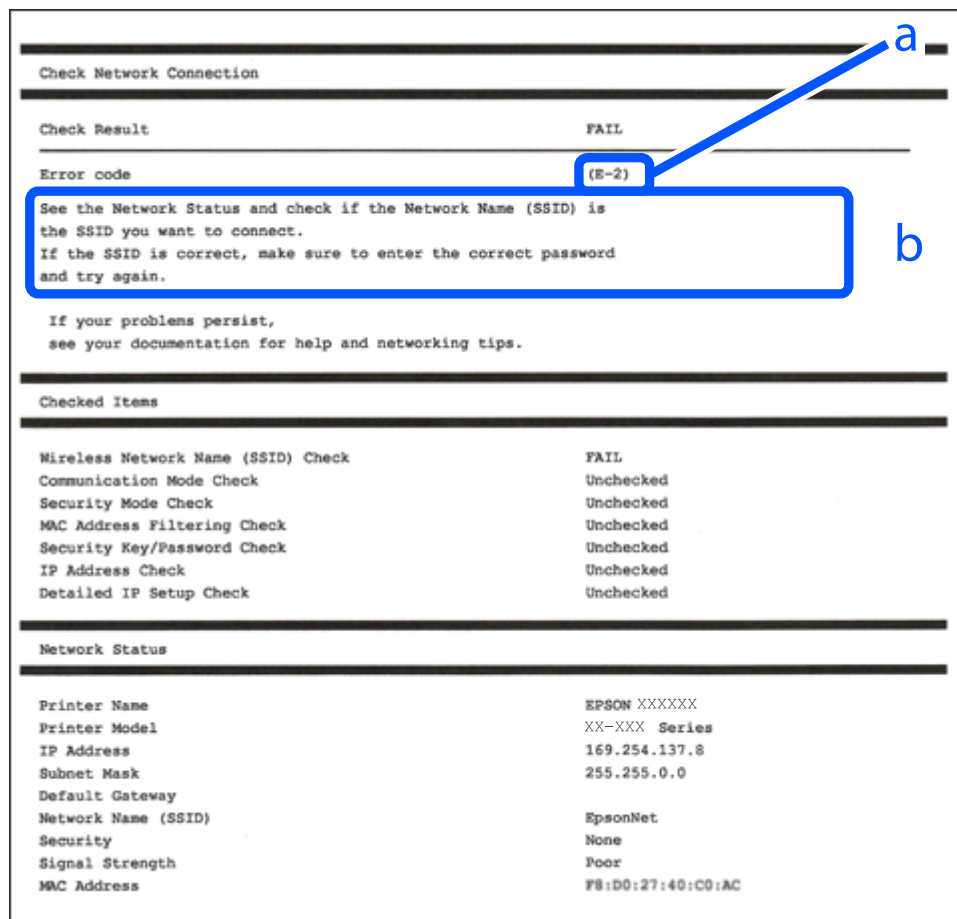 a
Check Network Connection
Check Result FAIL
Error code (E-2)
See the Network Status and check if the Network Name (SSID) is
the SSID you want to connect.
If the SSID is correct, make sure to enter the correct password
and try again.
b
If your problems persist,
see your documentation for help and networking tips.
Checked Items
Wireless Network Name (SSID) Check FAIL
Communication Mode Check Unchecked
Security Mode Check Unchecked
MAC Address Filtering Check Unchecked
Security Key/Password Check Unchecked
IP Address Check Unchecked
Detailed IP Setup Check Unchecked
Network Status
Printer Name EPSON XXXXXX
Printer Model XX-XXX Series
IP Address 169.254.137.8
Subnet Mask 255.255.0.0
Default Gateway
Network Name (SSID) EpsonNet
Security None
Signal Strength Poor
MAC Address F8:D0:27:40:C0:AC